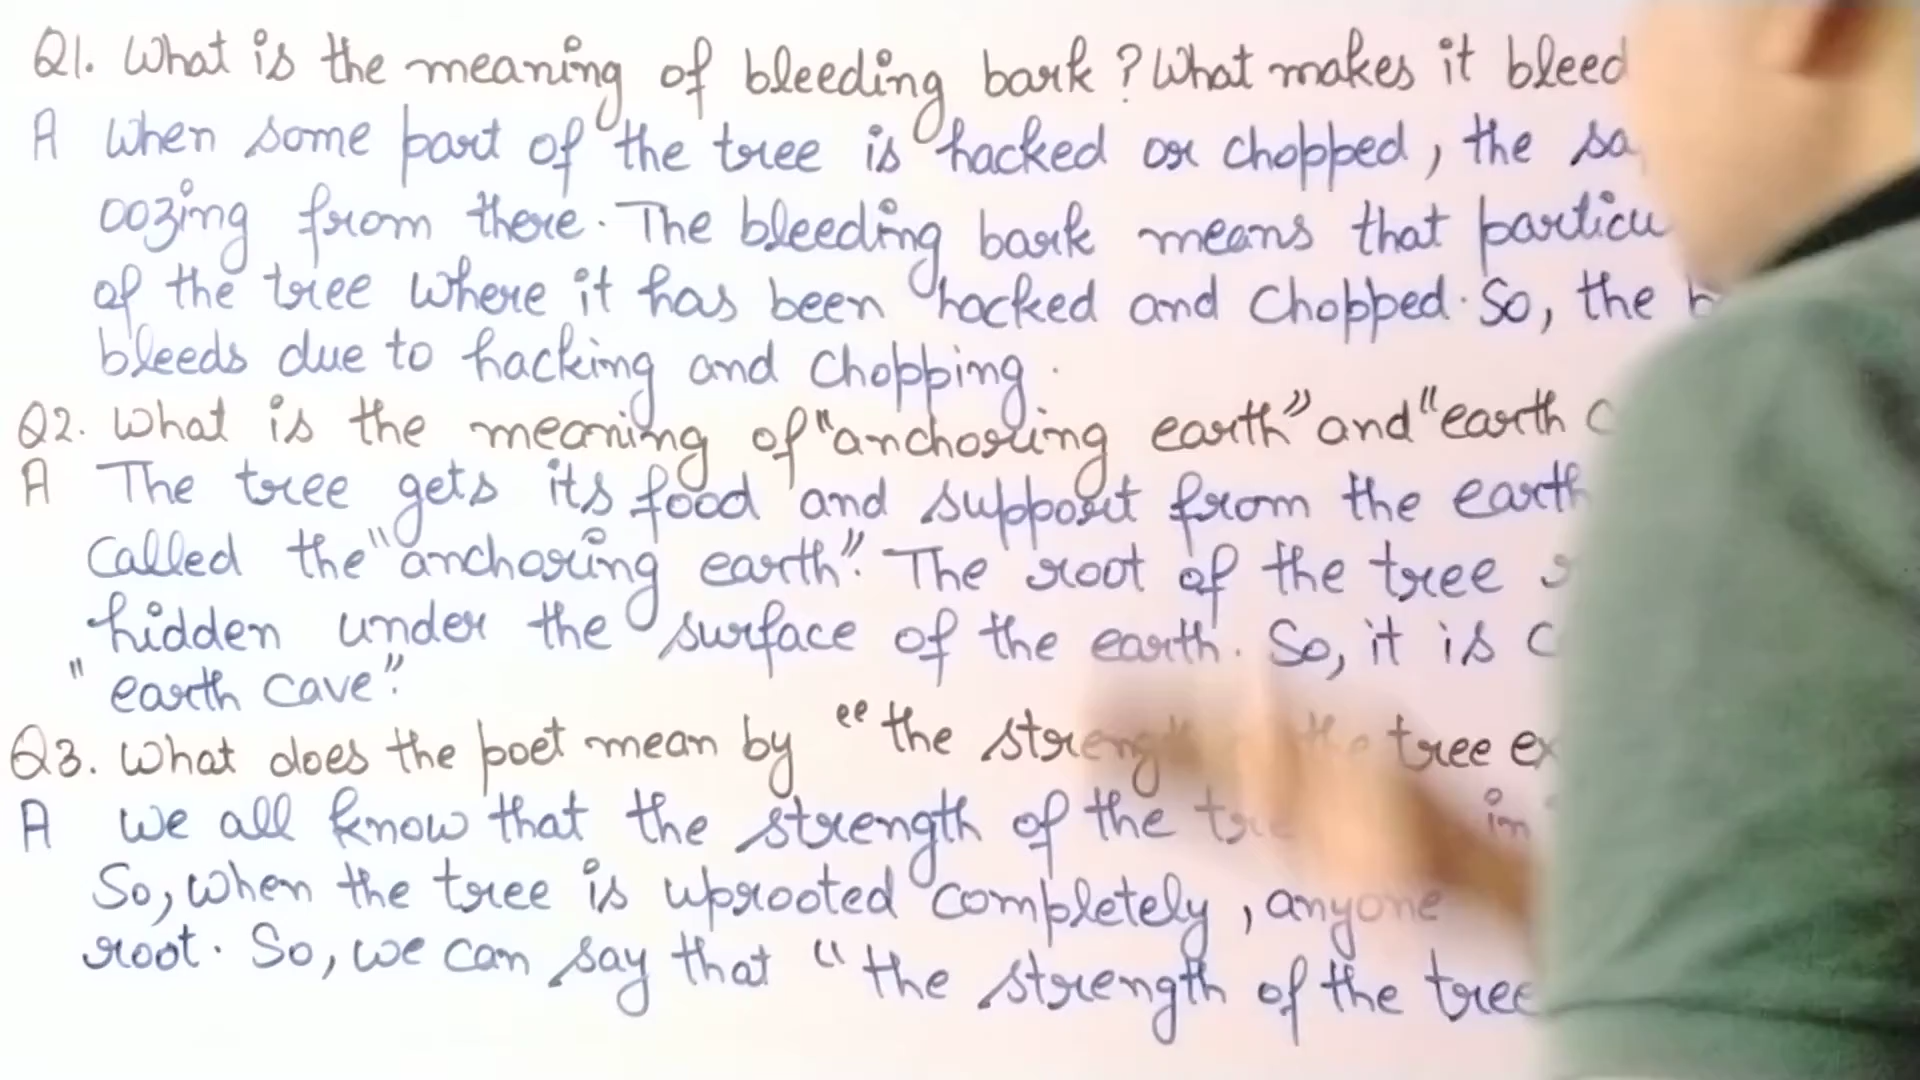 Q1. What is the meaning of bleeding bark? What makes it bleed
A When some part of the tree is hacked or chopped, the
oozing from there. The bleeding bark means that
of the tree where it has been hacked and chopped. So, the
bleeds due to hacking and chopping.
Q2. What is the meaning of "anchoring earth" and "earth
A The tree gets its food and support from the earth
called the "anchoring earth". The root of the tree
hidden under the surface of the earth. So, it is
"earth cave".
Q3. What does the poet mean by "the tree
A We all know that the strength of the in
So, when the tree is uprooted completely, anyone
root. So, we can say that "the strength of the tree